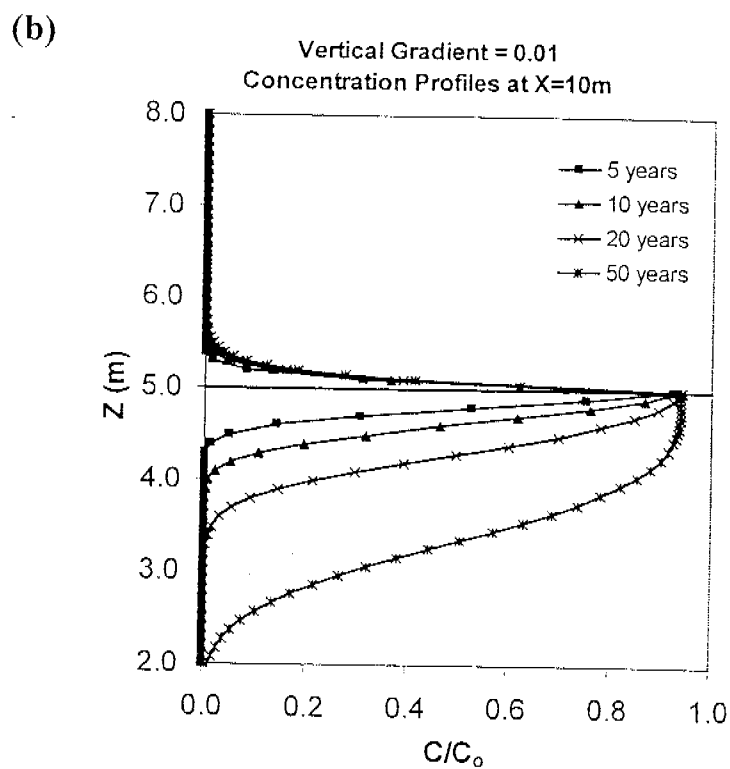 (b)
Vertical Gradient = 0.01
Concentration Profiles at X=10m
8.0
7.0
6.0
5.0
4.0
3.0
2.0
Z (m)
5 years
10 years
20 years
50 years
0.0 0.2 0.4 0.6 0.8 1.0
C/Co